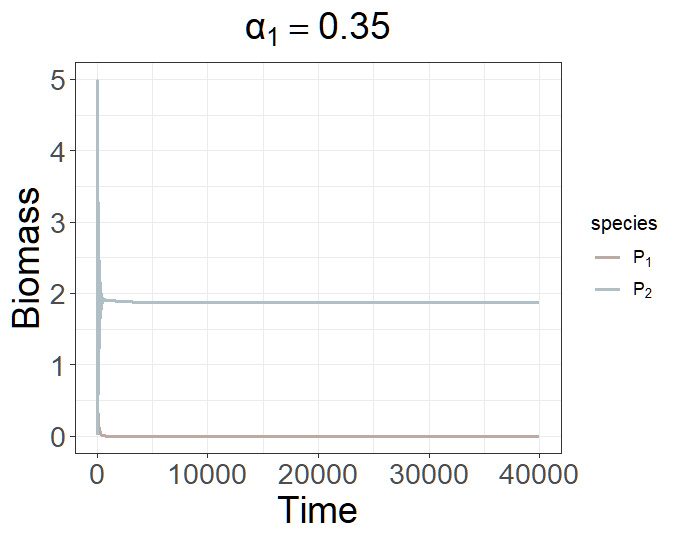 α₁ = 0.35
5
4
3
2
1
0
Biomass
0 10000 20000 30000 40000
Time
species
P₁
P₂